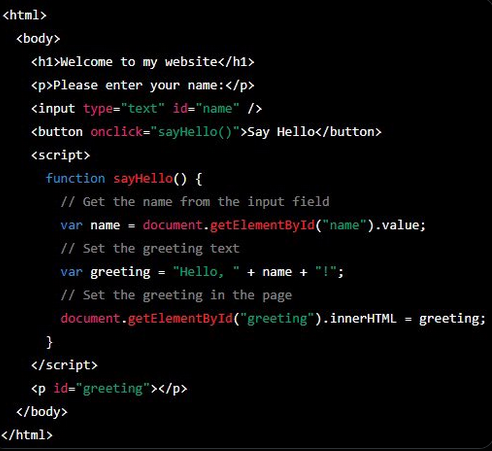 <html>
<body>
<h1>Welcome to my website</h1>
<p>Please enter your name:</p>
<input type="text" id="name" />
<button onclick="sayHello()">Say Hello</button>
<script>
function sayHello() {
// Get the name from the input field
var name = document.getElementById("name").value;
// Set the greeting text
var greeting = "Hello, " + name + "!";
// Set the greeting in the page
document.getElementById("greeting").innerHTML = greeting;
}
</script>
<p id="greeting"></p>
</body>
</html>